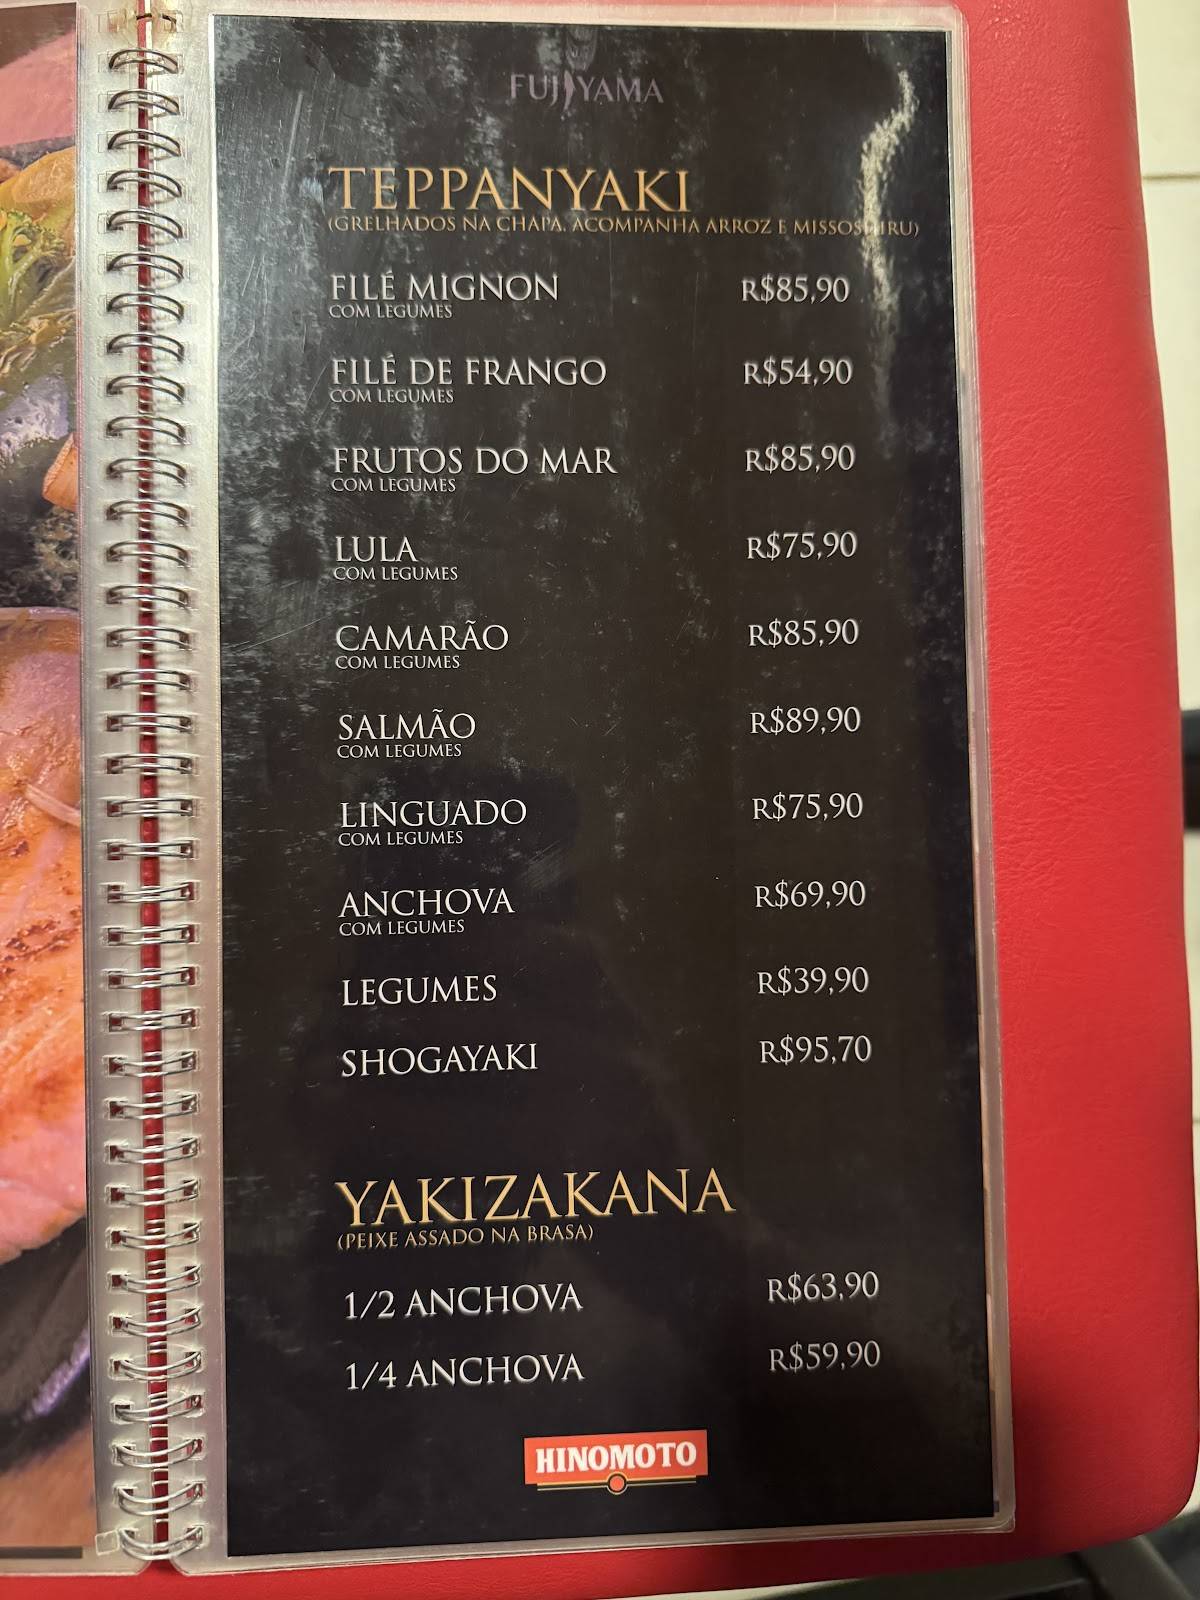 FUJIYAMA
TEPPANYAKI
(GRELHADOS NA CHAPA, ACOMPANHA ARROZ E MISSOSHIRU)
FILÉ MIGNON R$85,90
COM LEGUMES
FILÉ DE FRANGO R$54,90
COM LEGUMES
FRUTOS DO MAR R$85,90
COM LEGUMES
LULA R$75,90
COM LEGUMES
CAMARÃO R$85,90
COM LEGUMES
SALMÃO R$89,90
COM LEGUMES
LINGUADO R$75,90
COM LEGUMES
ANCHOVA R$69,90
COM LEGUMES
LEGUMES R$39,90
SHOGAYAKI R$95,70
YAKIZAKANA
(PEIXE ASSADO NA BRASA)
1/2 ANCHOVA R$63,90
1/4 ANCHOVA R$59,90
HINOMOTO